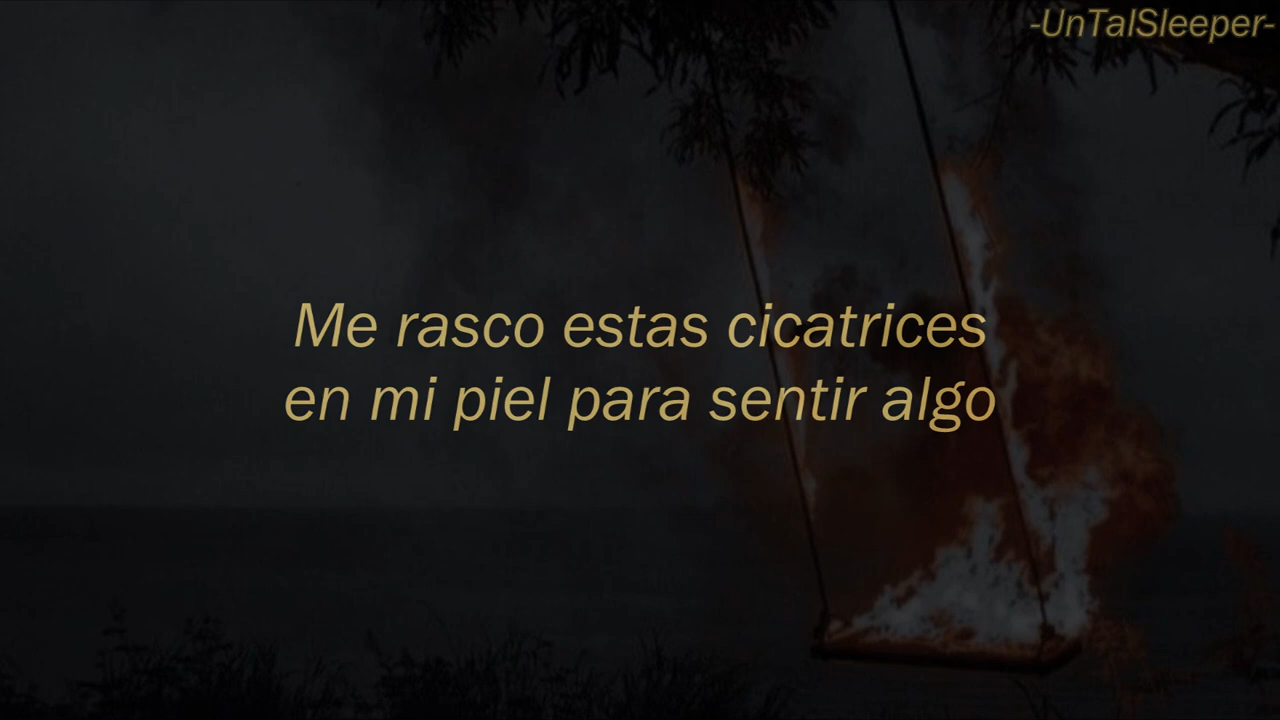 -UnTalSleeper-
Me rasco estas cicatrices
en mi piel para sentir algo